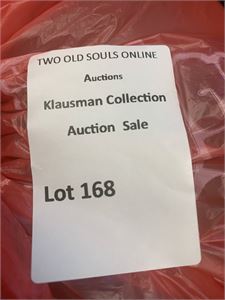 TWO OLD SOULS ONLINE
Auctions
Klausman Collection
Auction Sale
Lot 168